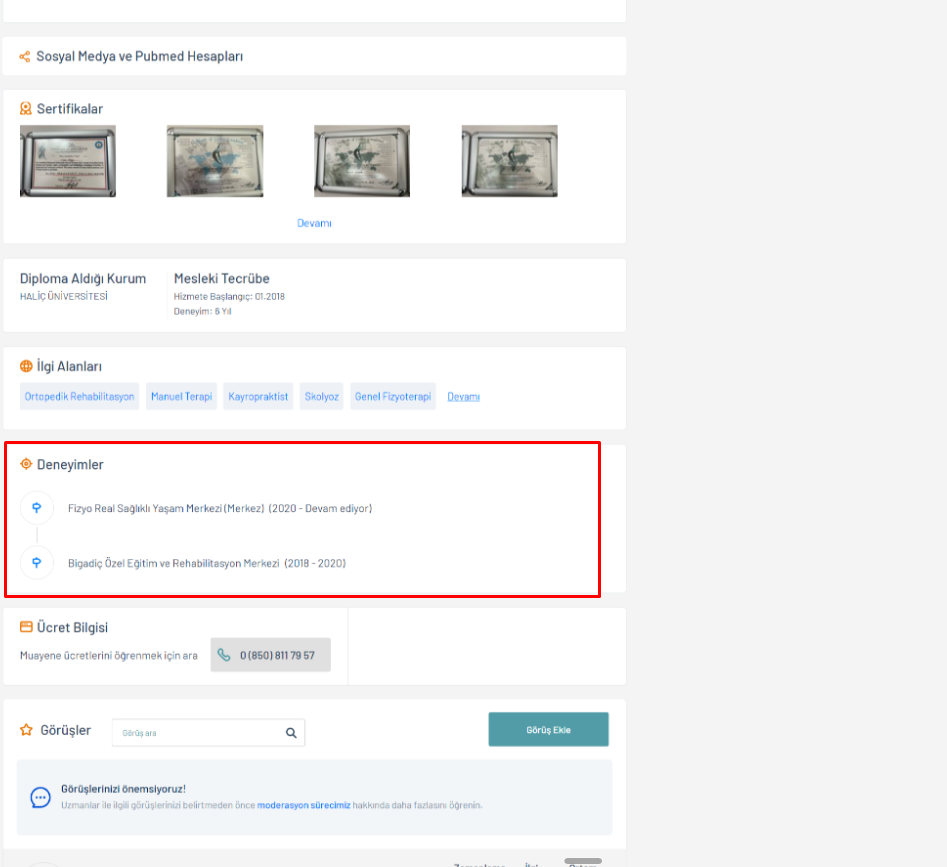 Sosyal Medya ve Pubmed Hesapları
Sertifikalar
Devamı
Diploma Aldığı Kurum
HALİÇ ÜNİVERSİTESİ
Mesleki Tecrübe
Hizmete Başlangıç: 01.2018
Deneyim: 6 Yıl
İlgi Alanları
Ortopedik Rehabilitasyon Manuel Terapi Kayropraktist Skolyoz Genel Fizyoterapi Devamı
Deneyimler
Fizyo Real Sağlıklı Yaşam Merkezi (Merkez) (2020 - Devam ediyor)
Bigadiç Özel Eğitim ve Rehabilitasyon Merkezi (2018 - 2020)
Ücret Bilgisi
Muayene ücretlerini öğrenmek için ara 0 (850) 811 79 57
Görüşler Görüş ara Görüş Ekle
Görüşlerinizi önemsiyoruz!
Uzmanlar ile ilgili görüşlerinizi belirtmeden önce moderasyon sürecimiz hakkında daha fazlasını öğrenin.